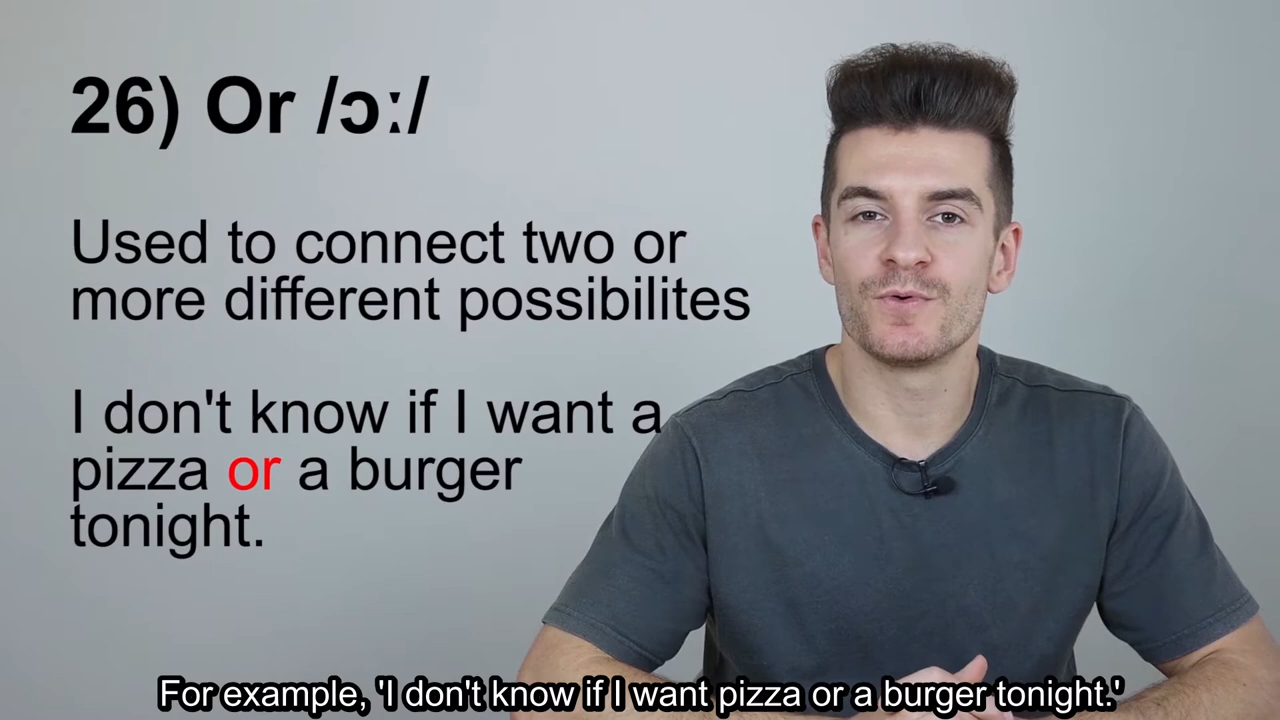 26) Or /ɔː/
Used to connect two or
more different possibilites
I don't know if I want a
pizza or a burger
tonight.
For example, 'I don't know if I want pizza or a burger tonight.'